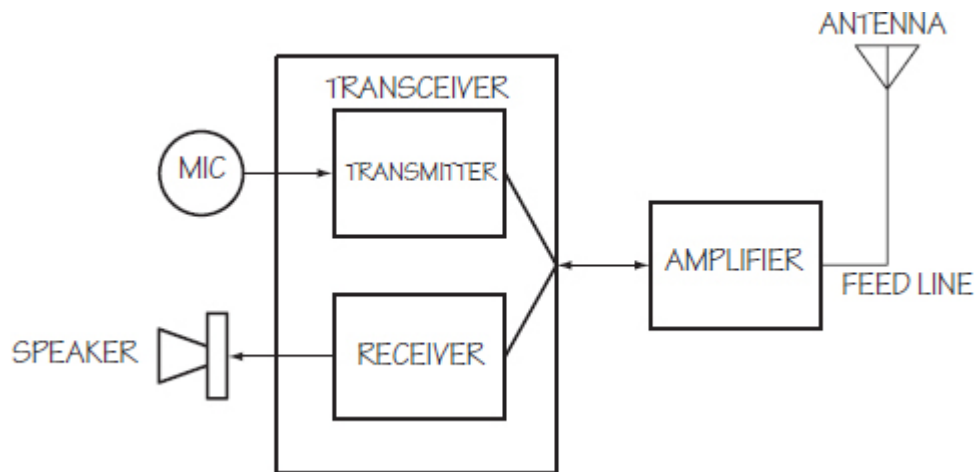 ANTENNA
TRANSCEIVER
MIC
TRANSMITTER
AMPLIFIER
FEED LINE
SPEAKER
RECEIVER